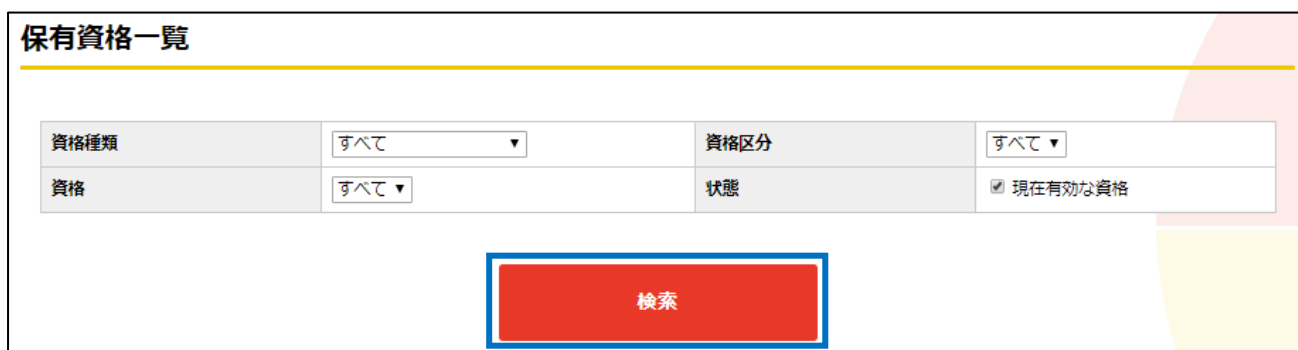 保有資格一覧
資格種類 すべて ▼ 資格区分 すべて ▼
資格 すべて ▼ 状態 現在有効な資格
検索